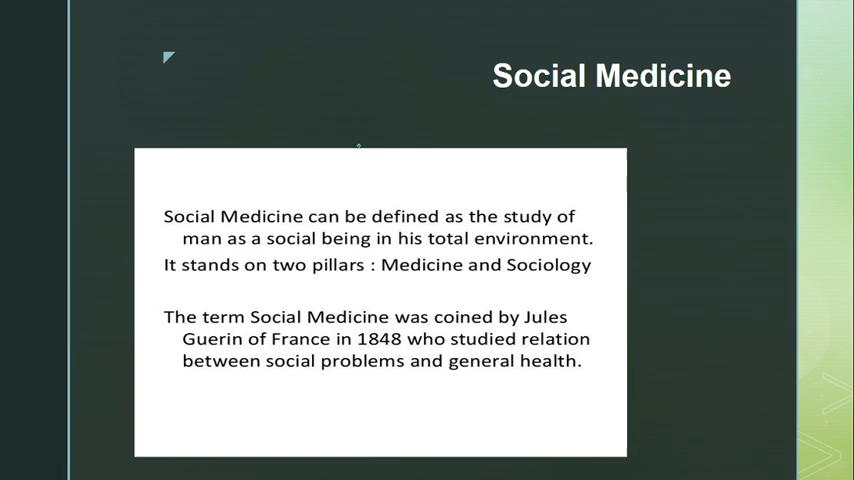 Social Medicine
Social Medicine can be defined as the study of
man as a social being in his total environment.
It stands on two pillars : Medicine and Sociology
The term Social Medicine was coined by Jules
Guerin of France in 1848 who studied relation
between social problems and general health.